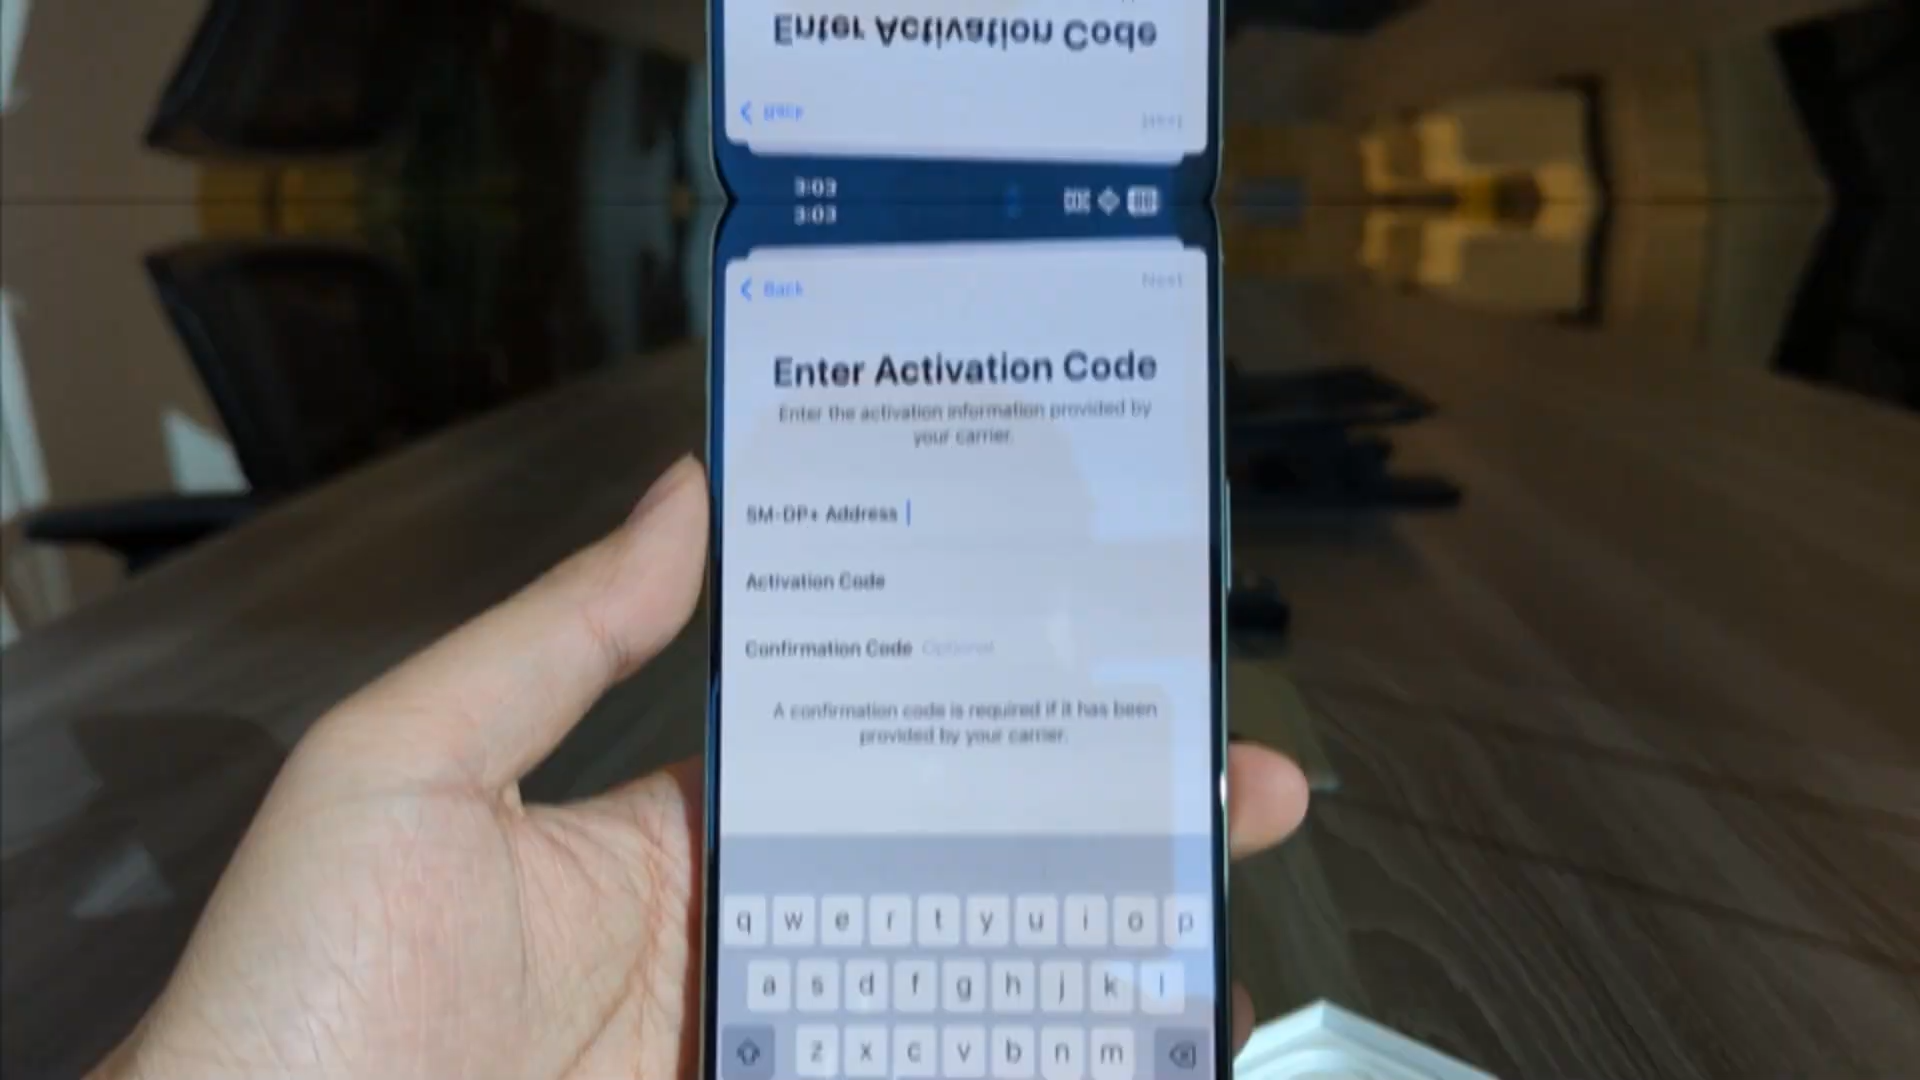 Enter Activation Code
Back
3:03
3:03
Back
Next
Enter Activation Code
Enter the activation information provided by
your carrier.
SM-DP+ Address
Activation Code
Confirmation Code Optional
A confirmation code is required if it has been
provided by your carrier.
q w e r t y u i o p
a s d f g h j k l
z x c v b n m